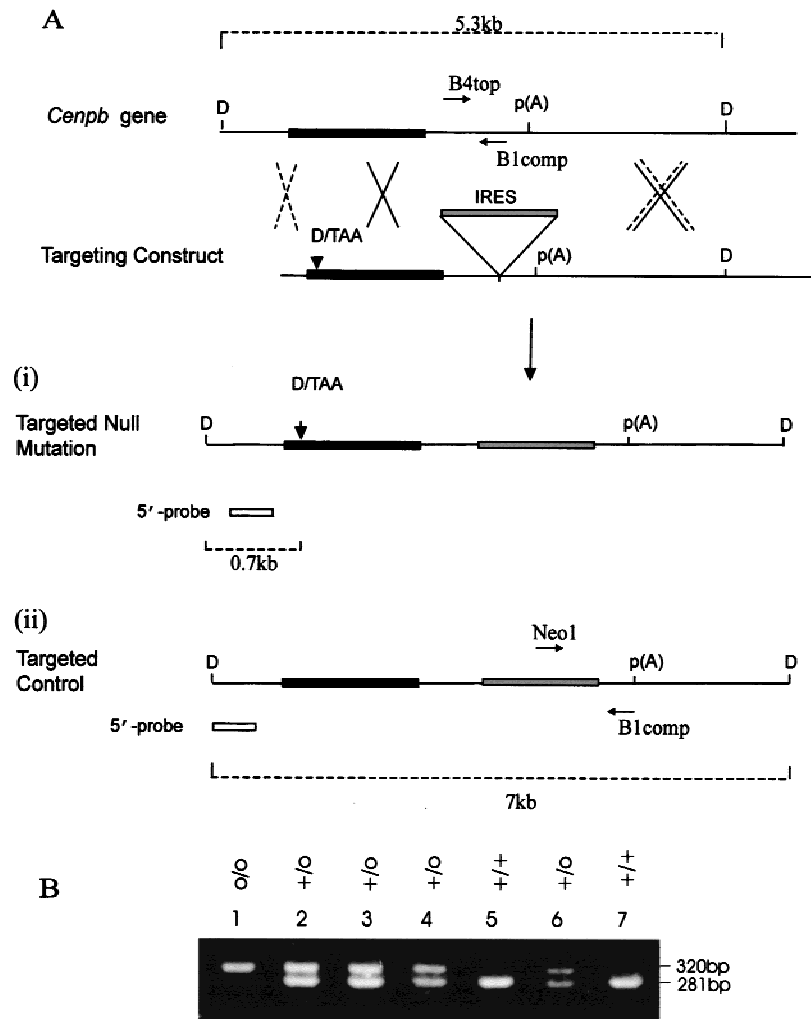 A
5.3kb
B4top
Cenpb gene
D
p(A)
D
B1comp
IRES
D/TAA
Targeting Construct
p(A)
D
(i)
D/TAA
Targeted Null
Mutation
D
p(A)
D
5′-probe
0.7kb
(ii)
Neo1
Targeted
Control
D
p(A)
D
5′-probe
B1comp
7kb
B
o/o +/o +/o +/o +/+ +/o +/+
1 2 3 4 5 6 7
320bp
281bp